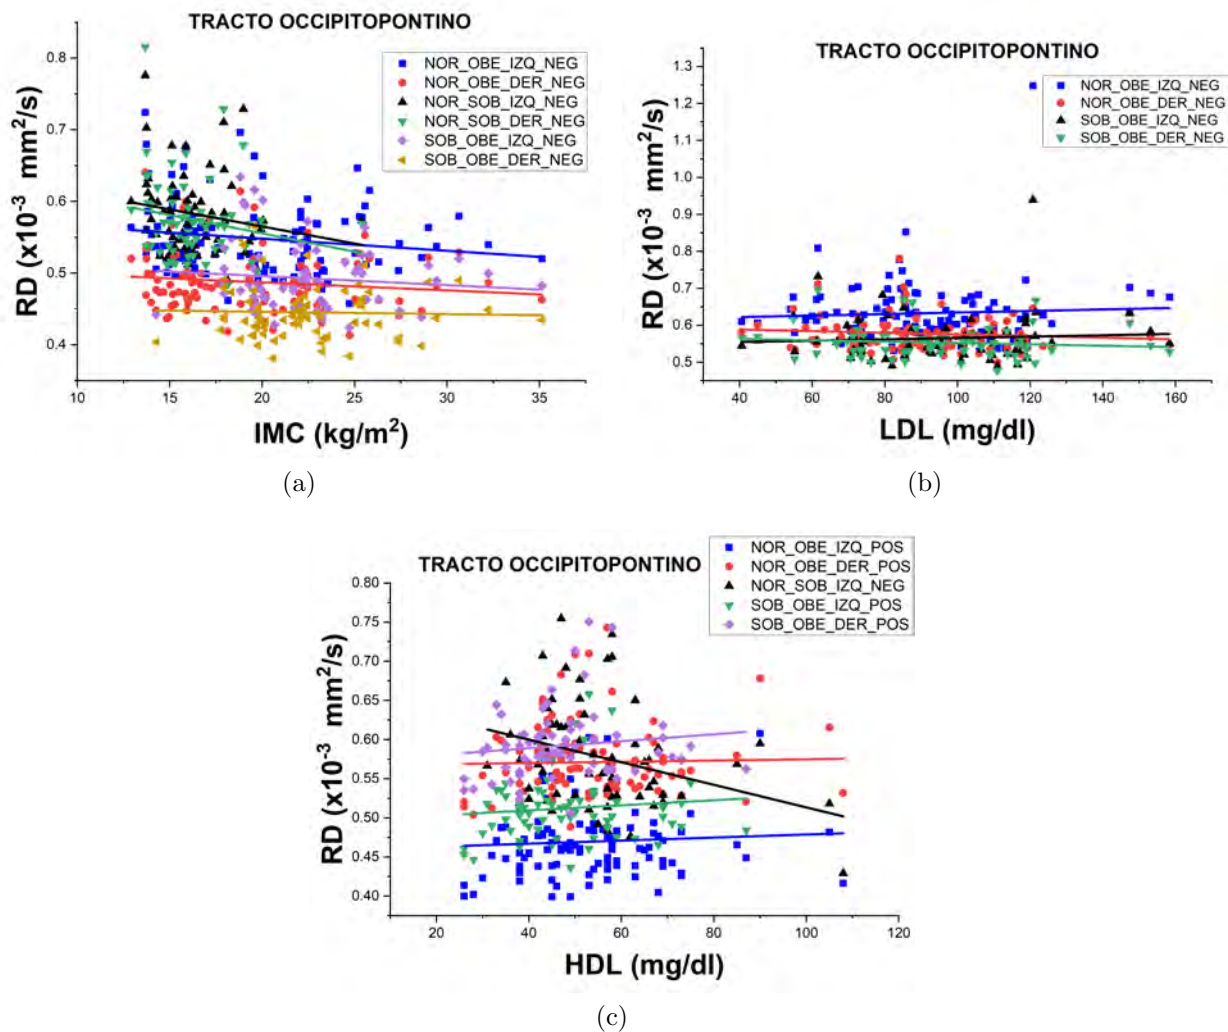 TRACTO OCCIPITOPONTINO
NOR_OBE_IZQ_NEG
NOR_OBE_DER_NEG
NOR_SOB_IZQ_NEG
NOR_SOB_DER_NEG
SOB_OBE_IZQ_NEG
SOB_OBE_DER_NEG
RD (x10⁻³ mm²/s)
0.8
0.7
0.6
0.5
0.4
10 15 20 25 30 35
IMC (kg/m²)
(a)
TRACTO OCCIPITOPONTINO
NOR_OBE_IZQ_NEG
NOR_OBE_DER_NEG
SOB_OBE_IZQ_NEG
SOB_OBE_DER_NEG
RD (x10⁻³ mm²/s)
1.3
1.2
1.1
1.0
0.9
0.8
0.7
0.6
0.5
40 60 80 100 120 140 160
LDL (mg/dl)
(b)
TRACTO OCCIPITOPONTINO
NOR_OBE_IZQ_POS
NOR_OBE_DER_POS
NOR_SOB_IZQ_NEG
SOB_OBE_IZQ_POS
SOB_OBE_DER_POS
RD (x10⁻³ mm²/s)
0.80
0.75
0.70
0.65
0.60
0.55
0.50
0.45
0.40
20 40 60 80 100 120
HDL (mg/dl)
(c)